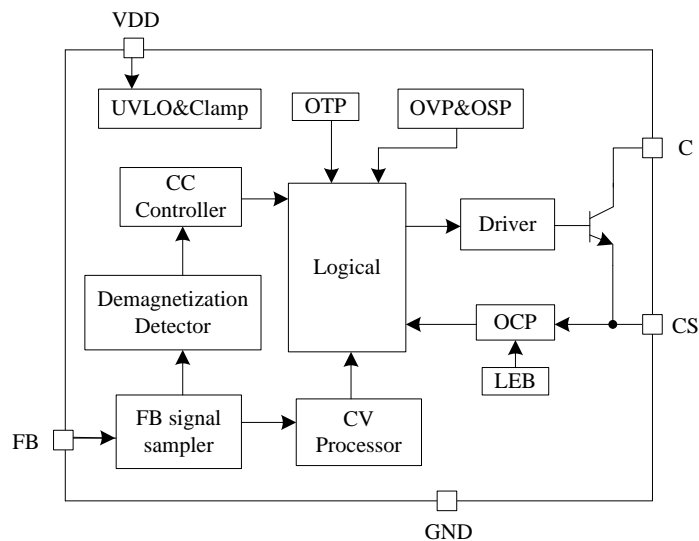 VDD
UVLO&Clamp
OTP
OVP&OSP
C
CC
Controller
Logical
Driver
Demagnetization
Detector
OCP
CS
LEB
FB signal
sampler
CV
Processor
FB
GND